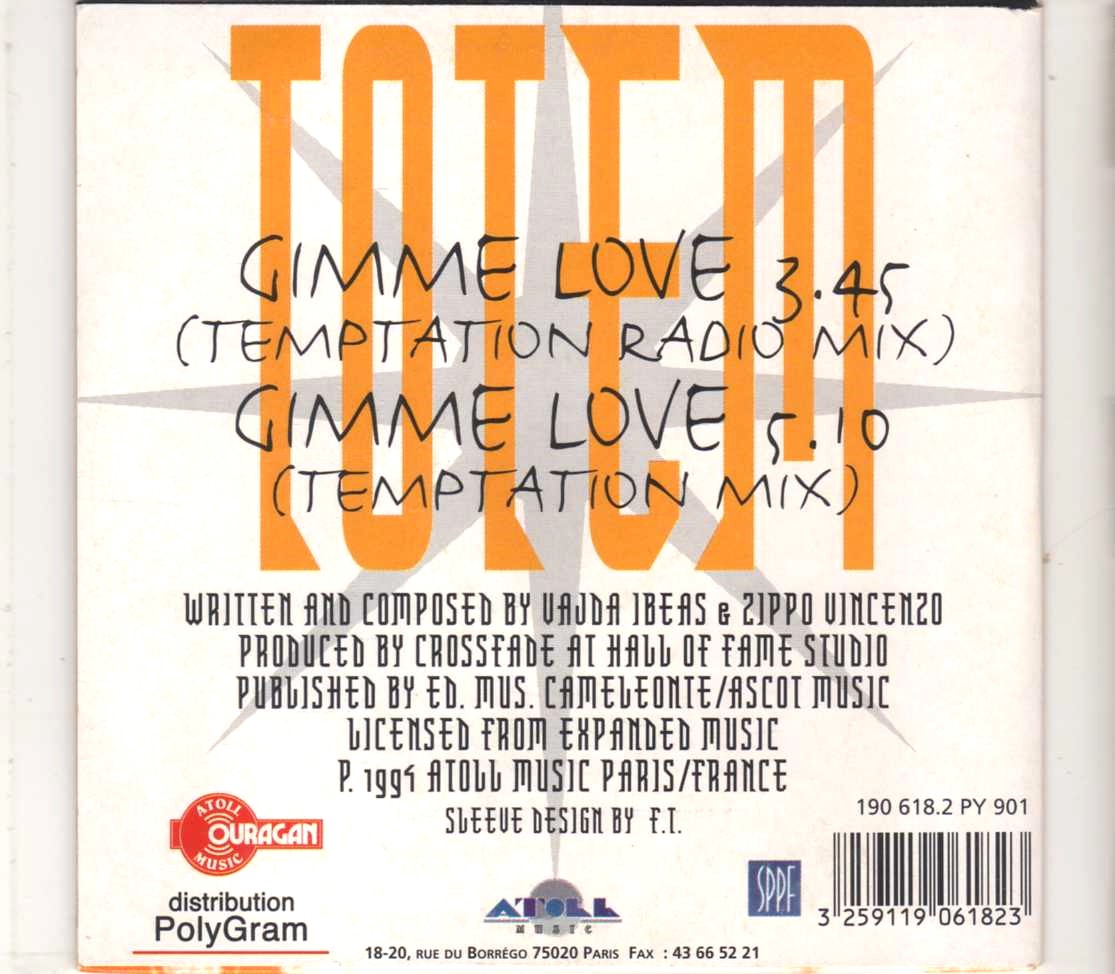 TOTEM
GIMME LOVE 3.45
(TEMPTATION RADIO MIX)
GIMME LOVE 5.10
(TEMPTATION MIX)
WRITTEN AND COMPOSED BY VAJDA IBEAS & ZIPPO VINCENZO
PRODUCED BY CROSSFADE AT HALL OF FAME STUDIO
PUBLISHED BY ED. MUS. CAMELEONTE/ASCOT MUSIC
LICENSED FROM EXPANDED MUSIC
P. 1995 ATOLL MUSIC PARIS/FRANCE
SLEEVE DESIGN BY F.T.
190 618.2 PY 901
ATOLL
OURAGAN
MUSIC
distribution
PolyGram
ATOLL
MUSIC
SPPF
3 259119 061823
18-20, RUE DU BORRÉGO 75020 PARIS FAX : 43 66 52 21